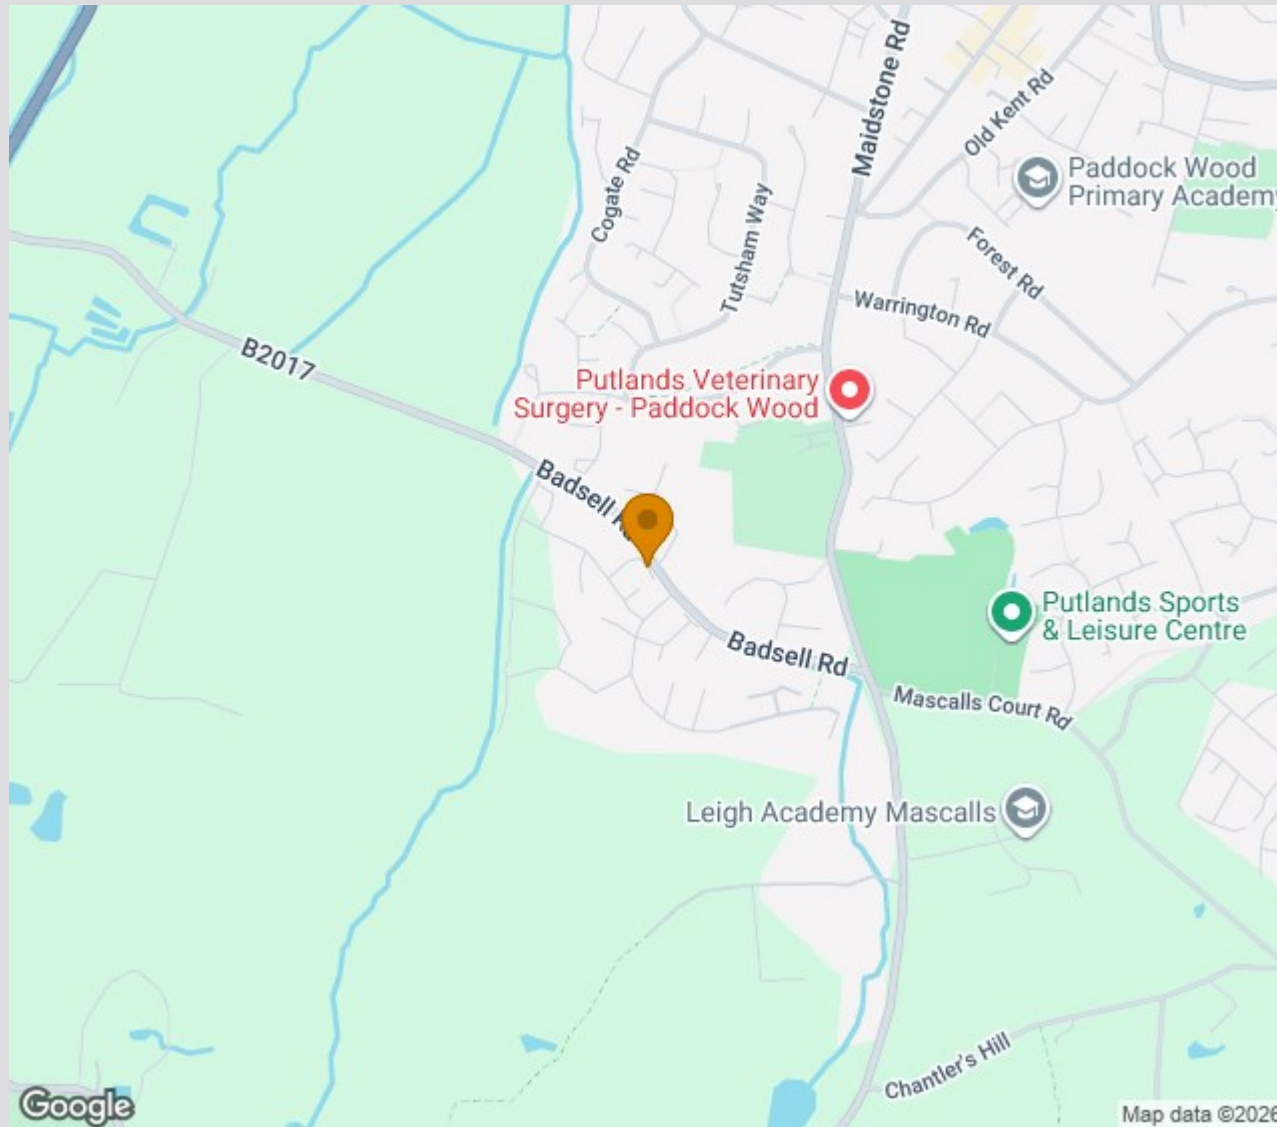 Maidstone Rd
Old Kent Rd
Paddock Wood
Primary Academy
Cogate Rd
Tutsham Way
Forest Rd
Warrington Rd
B2017
Putlands Veterinary
Surgery - Paddock Wood
Badsell Rd
Putlands Sports
& Leisure Centre
Badsell Rd
Mascalls Court Rd
Leigh Academy Mascalls
Chantler's Hill
Google
Map data ©2026